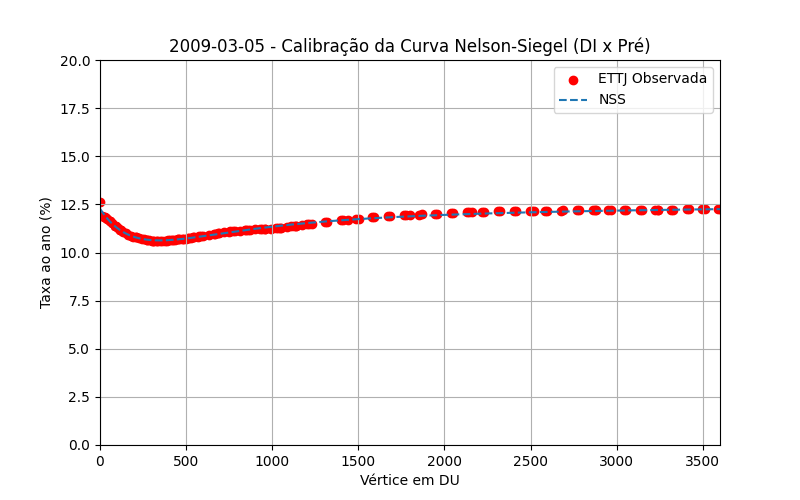 2009-03-05 - Calibração da Curva Nelson-Siegel (DI x Pré)
ETTJ Observada
NSS
Taxa ao ano (%)
20.0
17.5
15.0
12.5
10.0
7.5
5.0
2.5
0.0
0 500 1000 1500 2000 2500 3000 3500
Vértice em DU